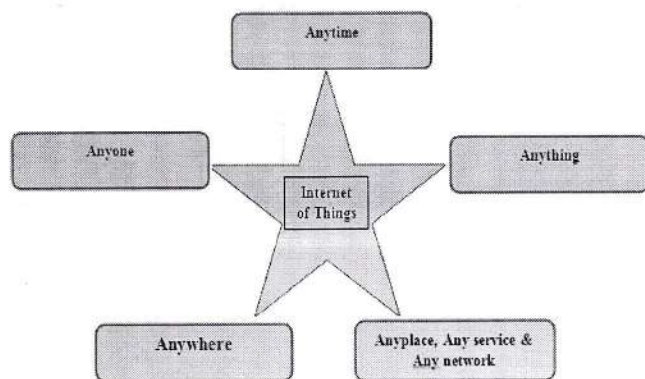 Anytime
Anyone
Anything
Internet
of Things
Anywhere
Anyplace, Any service &
Any network